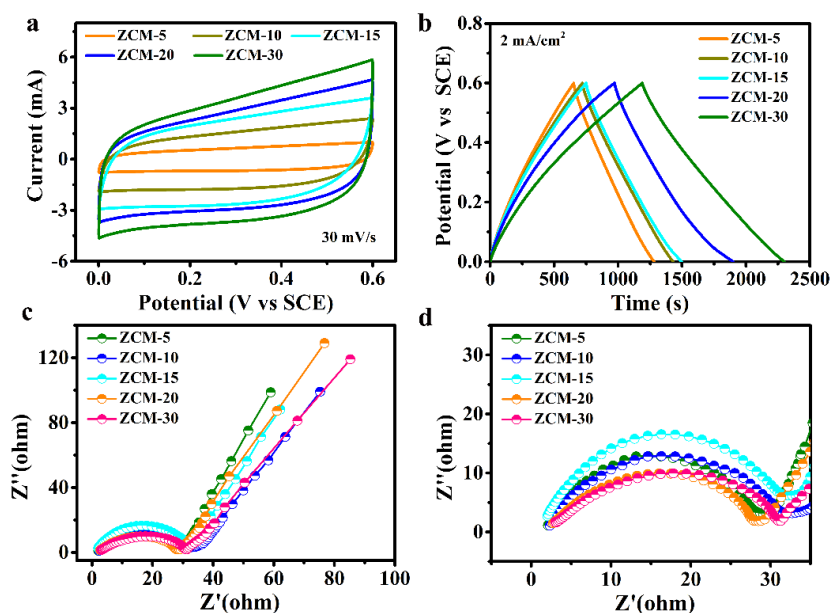 a
ZCM-5 ZCM-10 ZCM-15
ZCM-20 ZCM-30
Current (mA)
6
3
0
-3
-6
30 mV/s
0.0 0.2 0.4 0.6
Potential (V vs SCE)
b
2 mA/cm²
ZCM-5
ZCM-10
ZCM-15
ZCM-20
ZCM-30
Potential (V vs SCE)
0.8
0.6
0.4
0.2
0.0
0 500 1000 1500 2000 2500
Time (s)
c
ZCM-5
ZCM-10
ZCM-15
ZCM-20
ZCM-30
Z''(ohm)
120
80
40
0
0 20 40 60 80 100
Z'(ohm)
d
ZCM-5
ZCM-10
ZCM-15
ZCM-20
ZCM-30
Z''(ohm)
30
20
10
0
0 10 20 30
Z'(ohm)